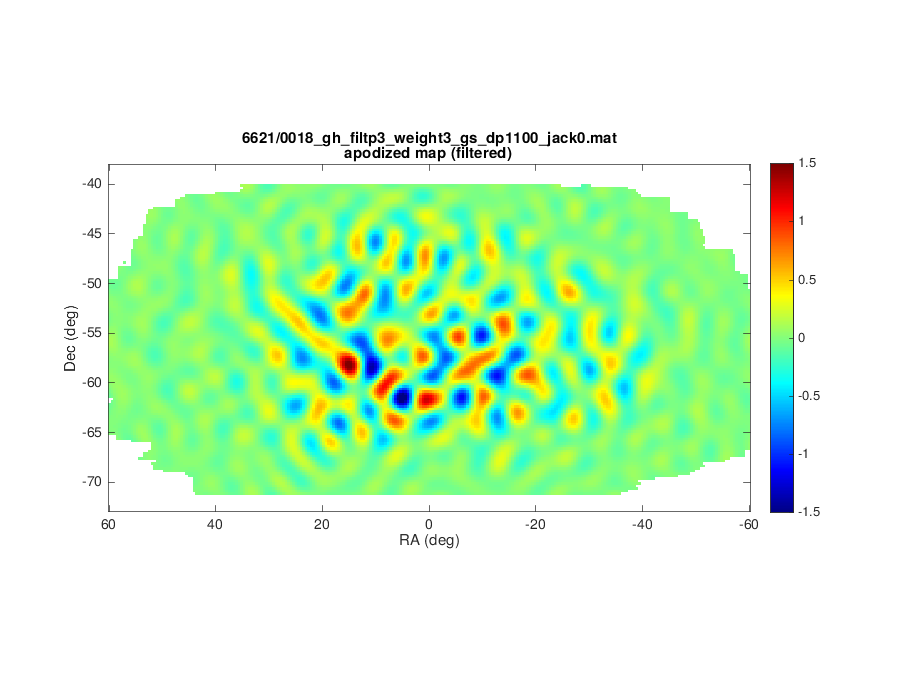 6621/0018_gh_filtp3_weight3_gs_dp1100_jack0.mat
apodized map (filtered)
-40
-45
-50
-55
-60
-65
-70
Dec (deg)
60 40 20 0 -20 -40 -60
RA (deg)
1.5
1
0.5
0
-0.5
-1
-1.5